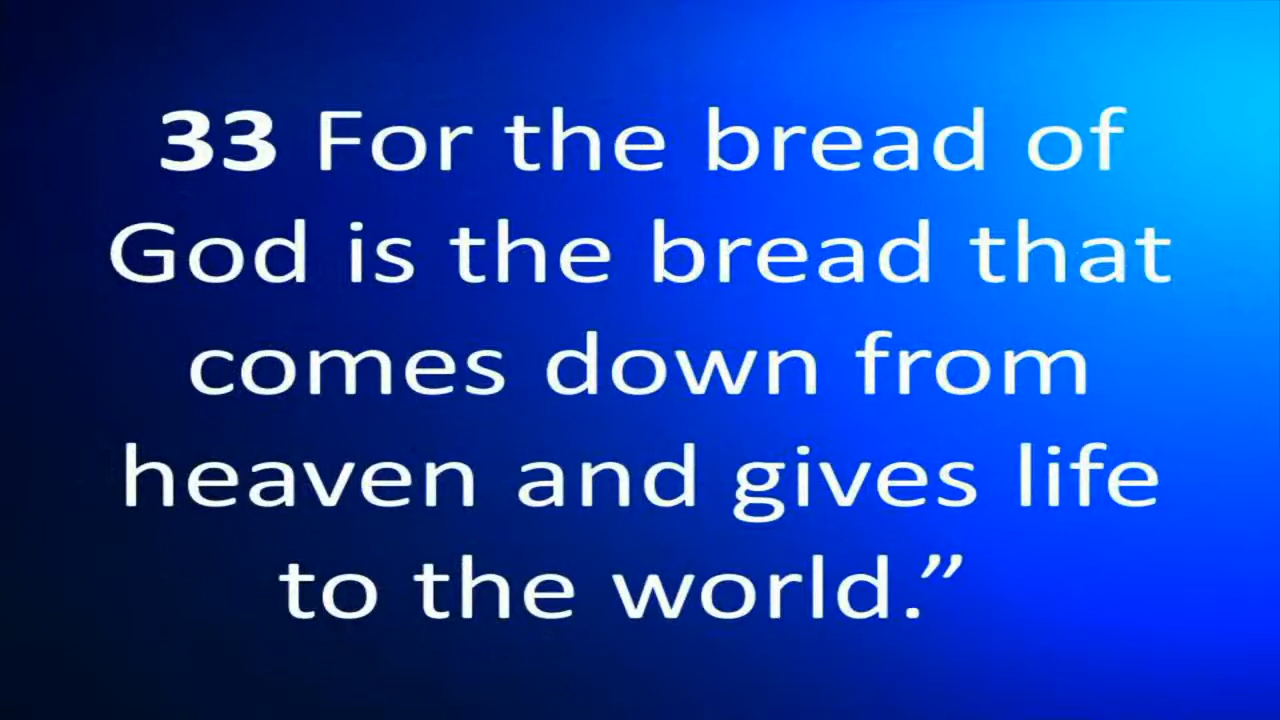 33 For the bread of
God is the bread that
comes down from
heaven and gives life
to the world.”